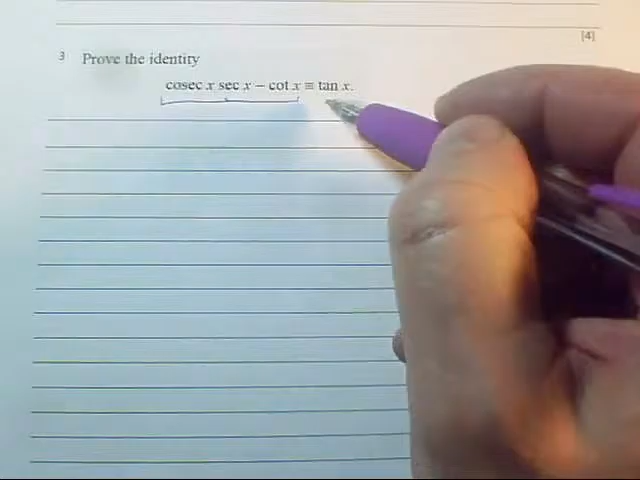 [4]
3 Prove the identity
cosec x sec x − cot x ≡ tan x.